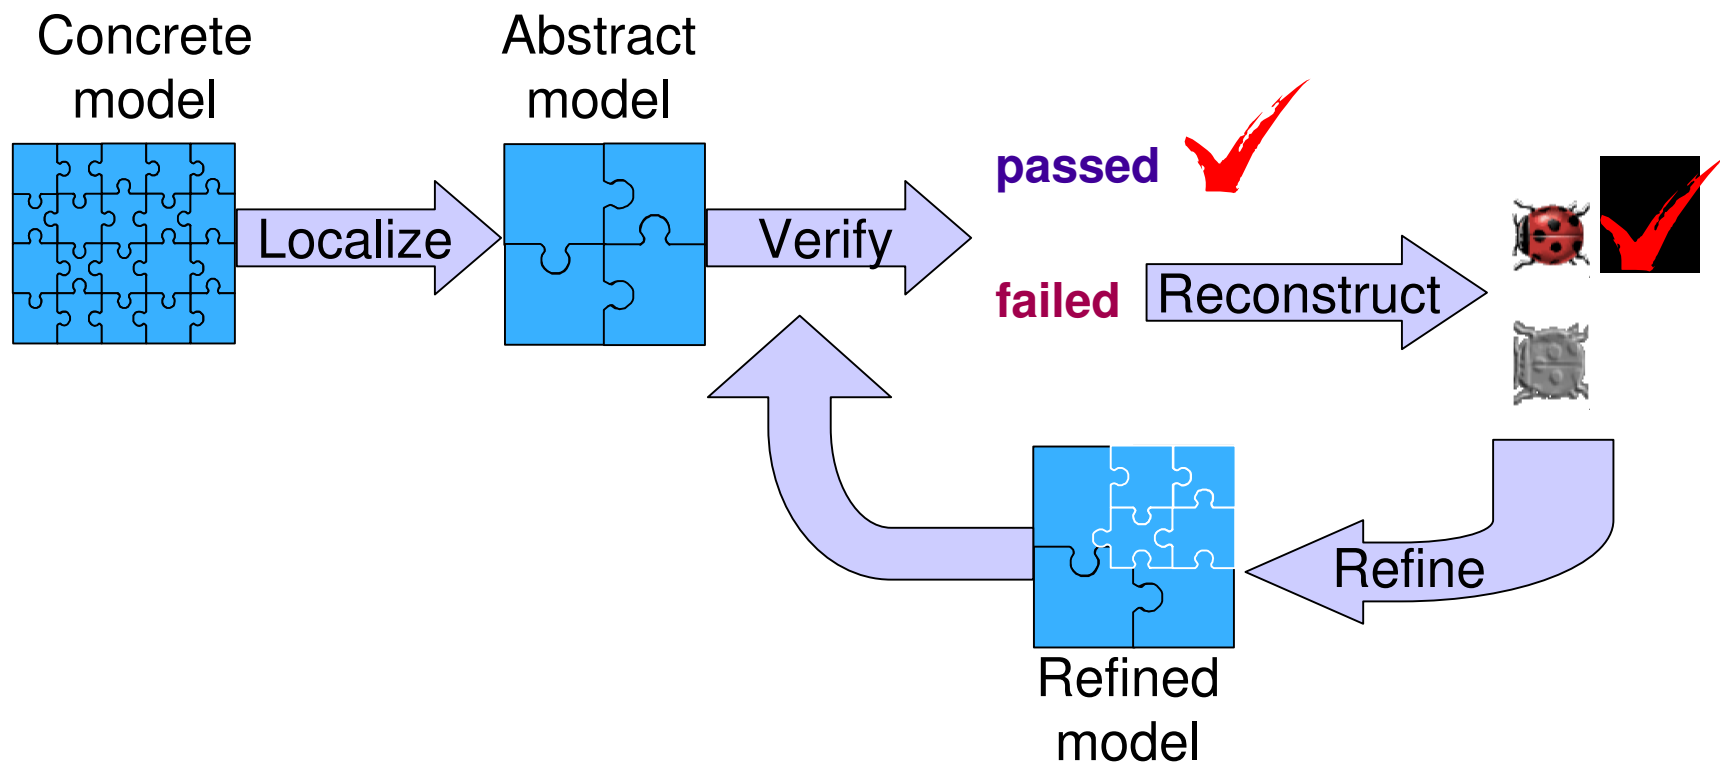 Concrete
model
Abstract
model
Localize
Verify
passed
failed
Reconstruct
Refine
Refined
model